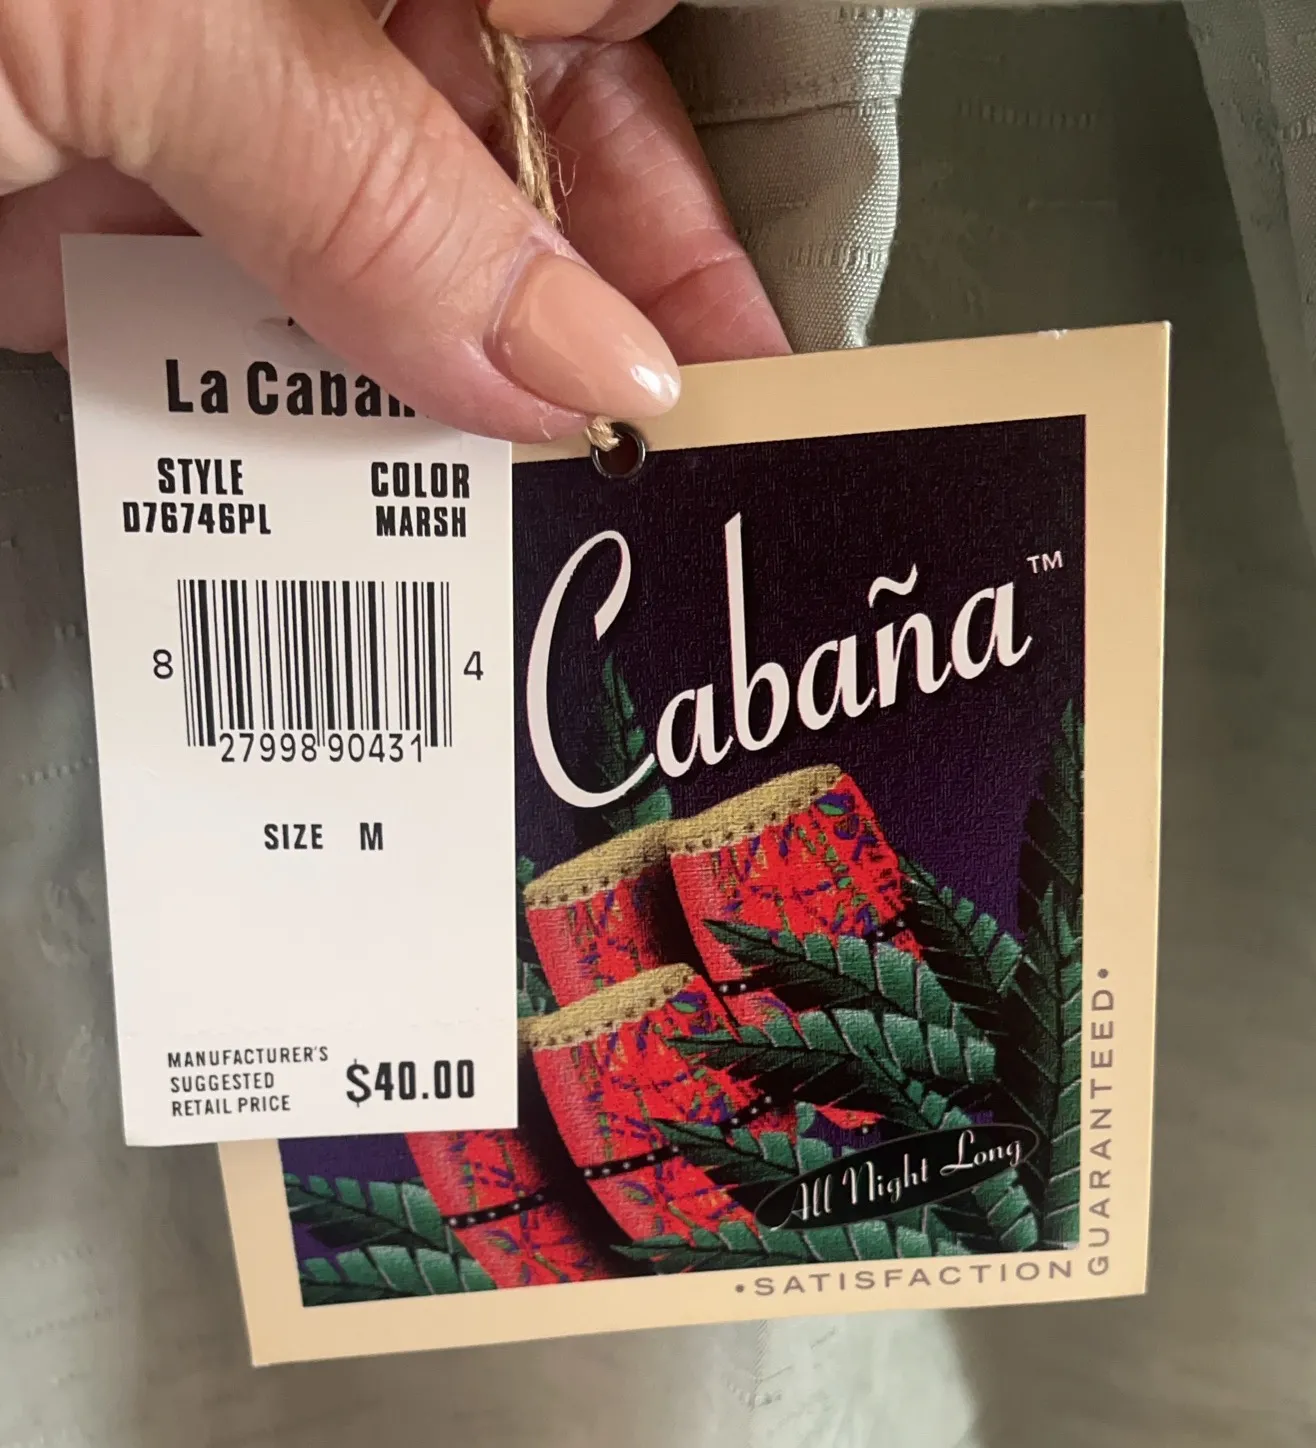 La
STYLE COLOR
D76746PL MARSH
8 27998 90431 4
SIZE M
MANUFACTURER'S
SUGGESTED
RETAIL PRICE
$40.00
Cabaña™
All Night Long
•SATISFACTION
GUARANTEED•